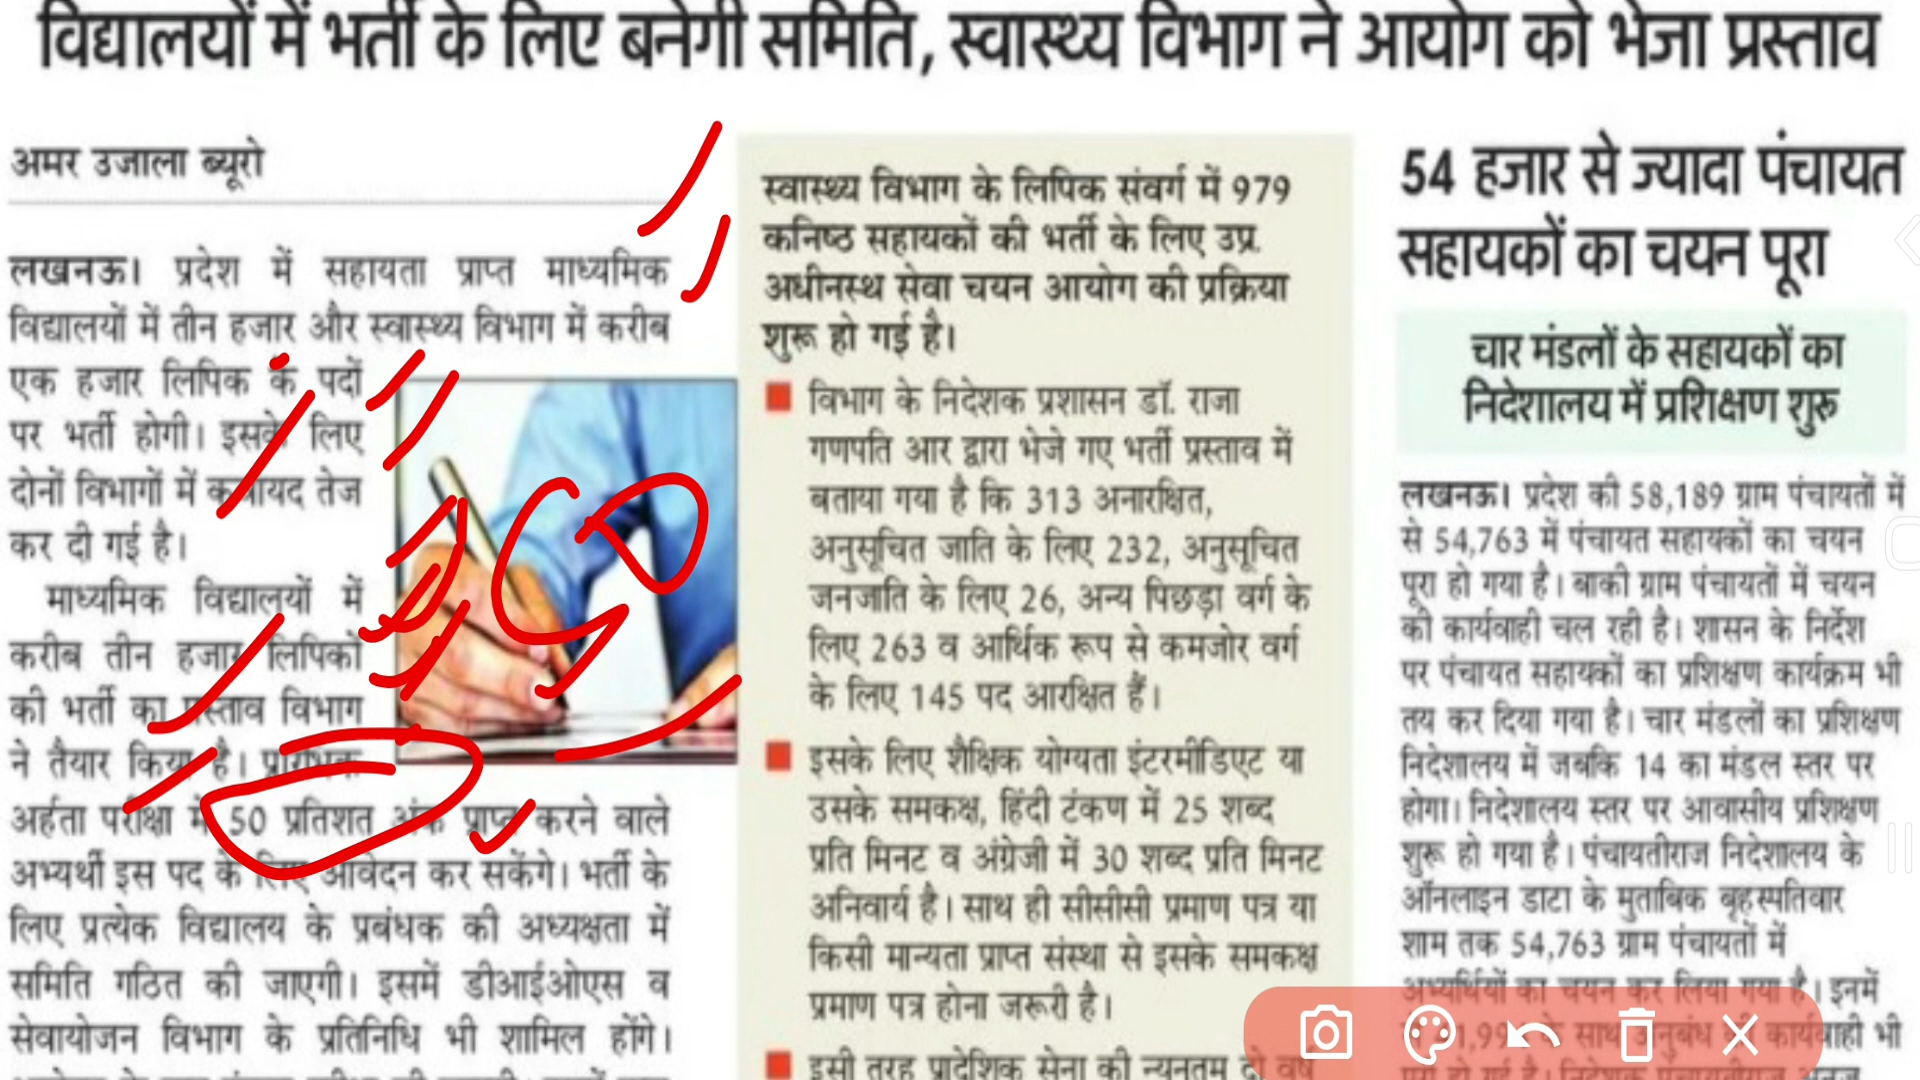 विद्यालयों में भर्ती के लिए बनेगी समिति, स्वास्थ्य विभाग ने आयोग को भेजा प्रस्ताव
अमर उजाला ब्यूरो
लखनऊ। प्रदेश में सहायता प्राप्त माध्यमिक
विद्यालयों में तीन हजार और स्वास्थ्य विभाग में करीब
एक हजार लिपिक के पदों
पर भर्ती होगी। इसके लिए
दोनों विभागों में कवायद तेज
कर दी गई है।
माध्यमिक विद्यालयों में
करीब तीन हजार लिपिकों
की भर्ती का प्रस्ताव विभाग
ने तैयार किया है। प्रारंभिक
अर्हता परीक्षा में 50 प्रतिशत अंक प्राप्त करने वाले
अभ्यर्थी इस पद के लिए आवेदन कर सकेंगे। भर्ती के
लिए प्रत्येक विद्यालय के प्रबंधक की अध्यक्षता में
समिति गठित की जाएगी। इसमें डीआईओएस व
सेवायोजन विभाग के प्रतिनिधि भी शामिल होंगे।
स्वास्थ्य विभाग के लिपिक संवर्ग में 979
कनिष्ठ सहायकों की भर्ती के लिए उप्र.
अधीनस्थ सेवा चयन आयोग की प्रक्रिया
शुरू हो गई है।
विभाग के निदेशक प्रशासन डॉ. राजा
गणपति आर द्वारा भेजे गए भर्ती प्रस्ताव में
बताया गया है कि 313 अनारक्षित,
अनुसूचित जाति के लिए 232, अनुसूचित
जनजाति के लिए 26, अन्य पिछड़ा वर्ग के
लिए 263 व आर्थिक रूप से कमजोर वर्ग
के लिए 145 पद आरक्षित हैं।
इसके लिए शैक्षिक योग्यता इंटरमीडिएट या
उसके समकक्ष, हिंदी टंकण में 25 शब्द
प्रति मिनट व अंग्रेजी में 30 शब्द प्रति मिनट
अनिवार्य है। साथ ही सीसीसी प्रमाण पत्र या
किसी मान्यता प्राप्त संस्था से इसके समकक्ष
प्रमाण पत्र होना जरूरी है।
इसी तरह प्रादेशिक सेना की न्यूनतम दो वर्ष
54 हजार से ज्यादा पंचायत
सहायकों का चयन पूरा
चार मंडलों के सहायकों का
निदेशालय में प्रशिक्षण शुरू
लखनऊ। प्रदेश की 58,189 ग्राम पंचायतों में
से 54,763 में पंचायत सहायकों का चयन
पूरा हो गया है। बाकी ग्राम पंचायतों में चयन
की कार्यवाही चल रही है। शासन के निर्देश
पर पंचायत सहायकों का प्रशिक्षण कार्यक्रम भी
तय कर दिया गया है। चार मंडलों का प्रशिक्षण
निदेशालय में जबकि 14 का मंडल स्तर पर
होगा। निदेशालय स्तर पर आवासीय प्रशिक्षण
शुरू हो गया है। पंचायतीराज निदेशालय के
ऑनलाइन डाटा के मुताबिक बृहस्पतिवार
शाम तक 54,763 ग्राम पंचायतों में
अभ्यर्थियों का चयन कर लिया गया है। इनमें
के साथ अनुबंध की कार्यवाही भी